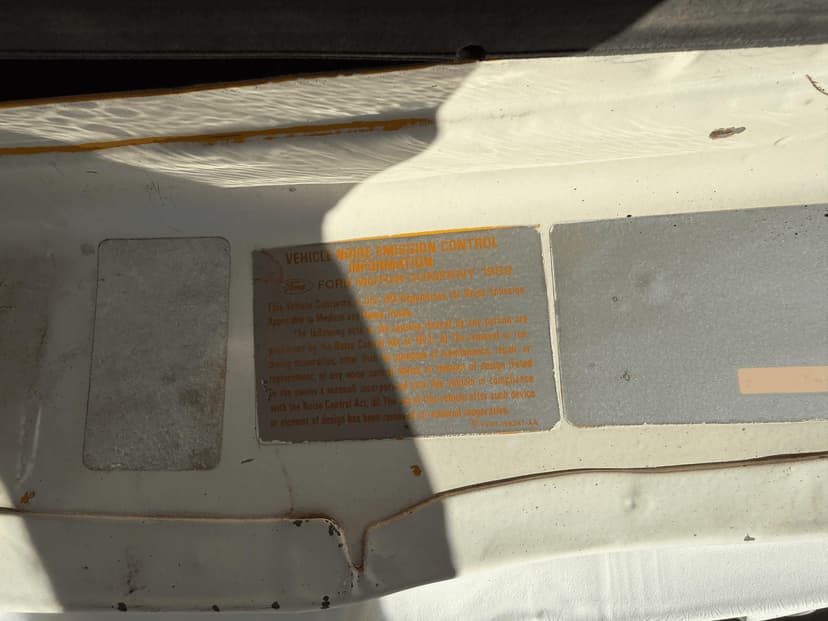 VEHICLE NOISE EMISSION CONTROL
INFORMATION
Ford FORD MOTOR COMPANY 1989
This Vehicle Conforms to U.S. EPA Regulations for Noise Emission
Applicable to Medium and Heavy Trucks.
The following acts or the causing thereof by any person are
prohibited by the Noise Control Act of 1972: (A) The removal or ren-
dering inoperative, other than for purposes of maintenance, repair, or
replacement, of any noise control device or element of design (listed
in the owner's manual) incorporated into this vehicle in compliance
with the Noise Control Act; (B) The use of this vehicle after such device
or element of design has been removed or rendered inoperative.